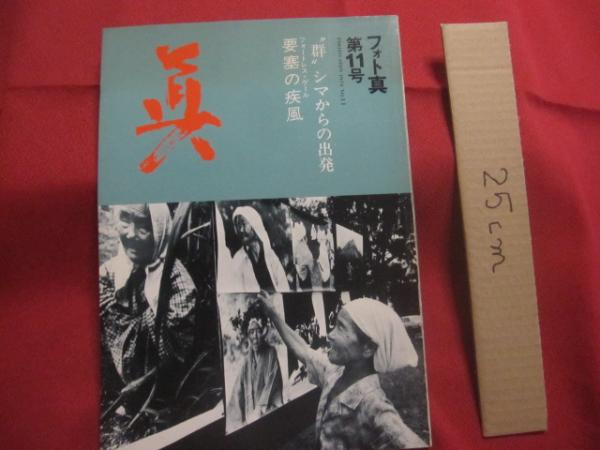 フォト真
第11号
"群〟シマからの出発
要塞の疾風
眞
25cm